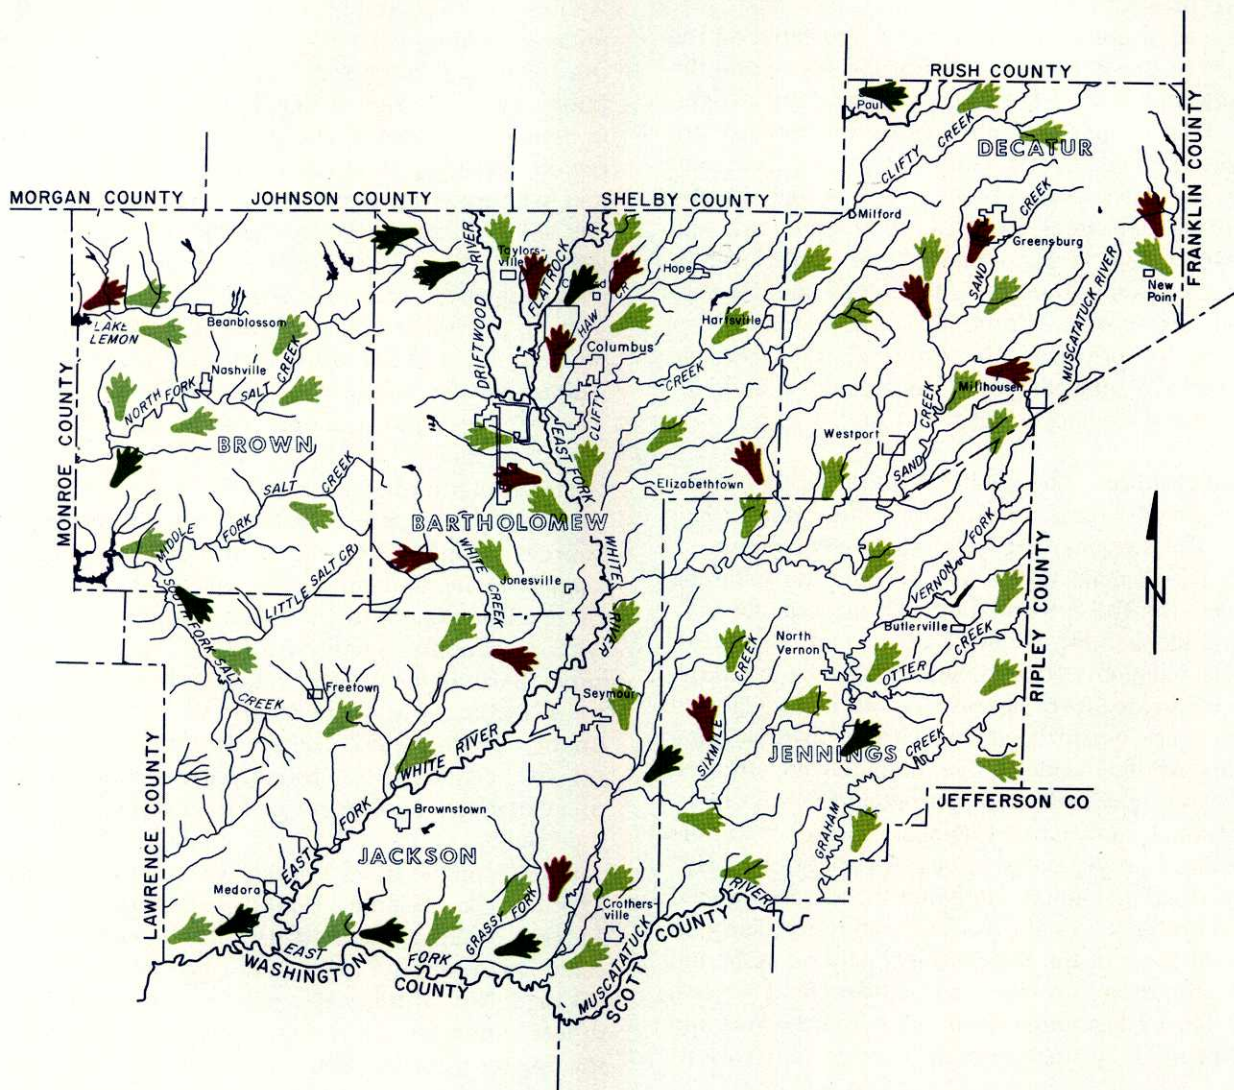 RUSH COUNTY
St. Paul
FRANKLIN COUNTY
CLIFTY CREEK
DECATUR
MORGAN COUNTY
JOHNSON COUNTY
SHELBY COUNTY
Milford
SAND CREEK
Greensburg
MUSCATATUCK RIVER
New
Point
DRIFTWOOD RIVER
Taylors-
ville
FLATROCK R
HAW CR
Hope
LAKE
LEMON
Beanblossom
Hartsville
Columbus
MONROE COUNTY
Nashville
NORTH FORK SALT CREEK
CLIFTY CREEK
Millhousen
BROWN
Westport
SAND CREEK
EAST FORK WHITE RIVER
Elizabethtown
MIDDLE FORK SALT CREEK
BARTHOLOMEW
VERNON FORK
RIPLEY COUNTY
N
SOUTH FORK SALT CREEK
LITTLE SALT CR
WHITE CREEK
Jonesville
Butlerville
North
Vernon
OTTER CREEK
Freetown
Seymour
SIXMILE CREEK
JENNINGS
LAWRENCE COUNTY
EAST FORK WHITE RIVER
GRAHAM CREEK
JEFFERSON CO
Brownstown
JACKSON
Medora
GRASSY FORK
Crothers-
ville
EAST FORK
WASHINGTON COUNTY
MUSCATATUCK RIVER
SCOTT COUNTY